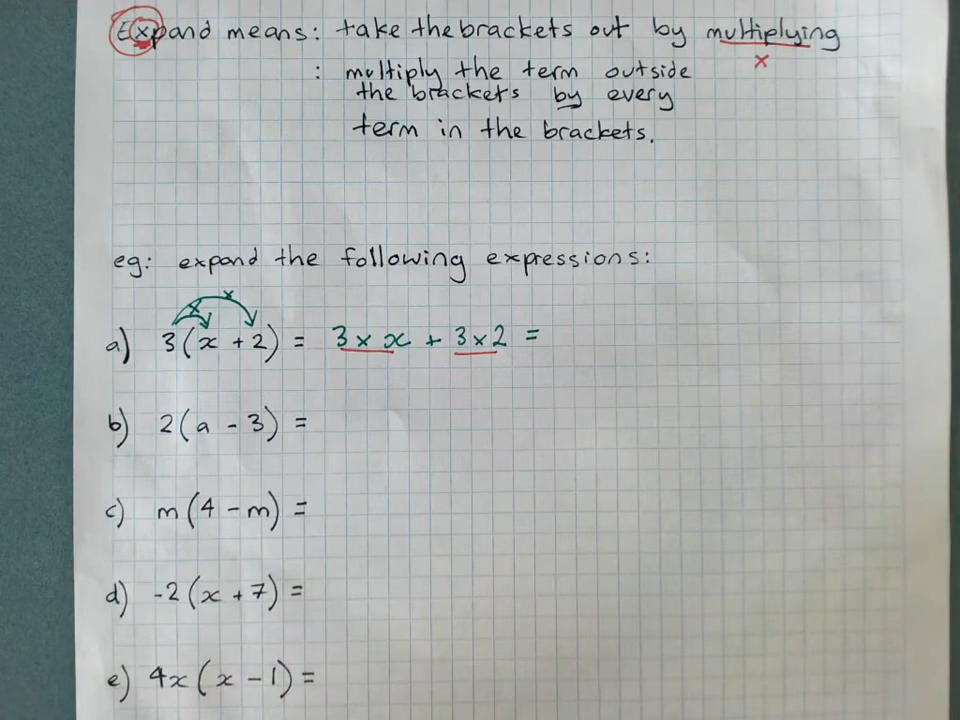 Expand means: take the brackets out by multiplying
x
: multiply the term outside
the brackets by every
term in the brackets.
eg: expand the following expressions:
x x
a) 3(x + 2) = 3 × x + 3 × 2 =
b) 2(a - 3) =
c) m(4 - m) =
d) -2(x + 7) =
e) 4x(x - 1) =